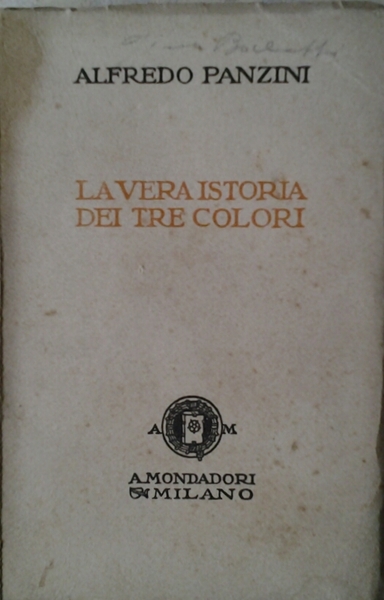 ALFREDO PANZINI
LA VERA ISTORIA
DEI TRE COLORI
A M
A. MONDADORI
MILANO